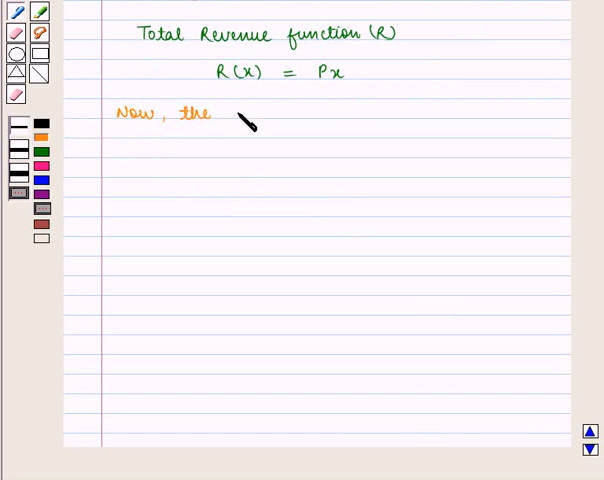 Total Revenue function (R)
R(x) = Px
Now, the